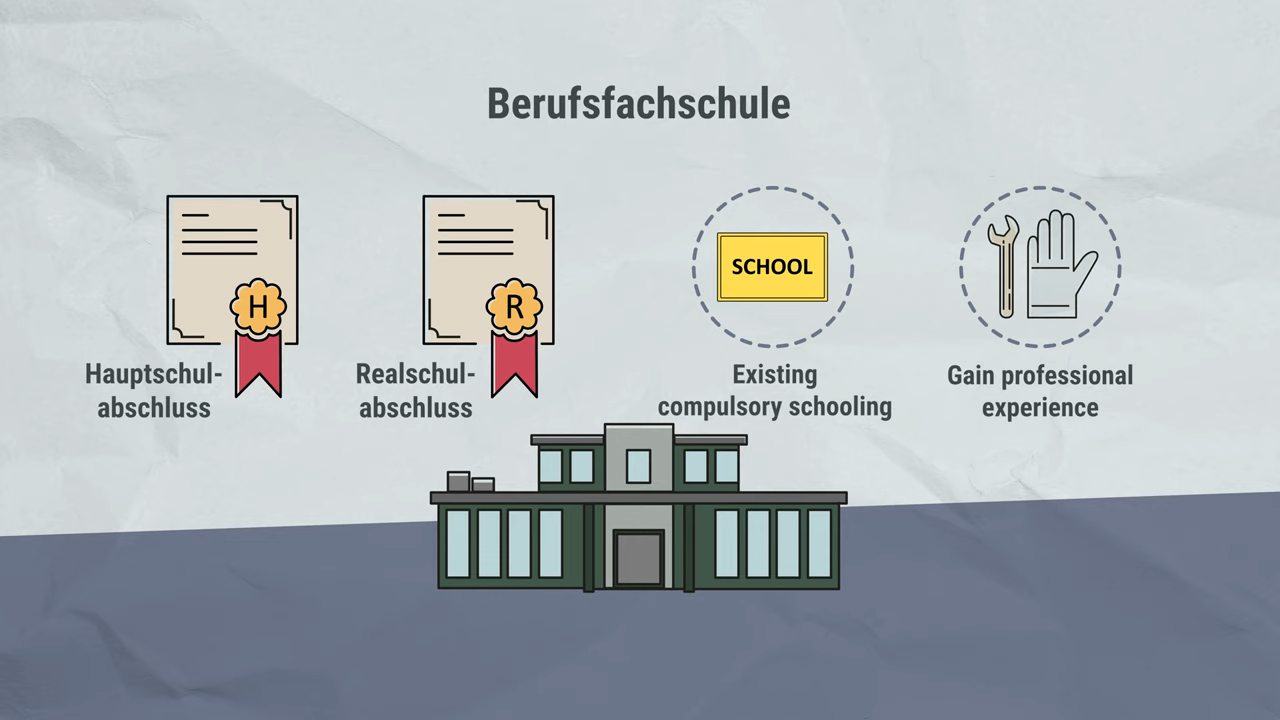 Berufsfachschule
H
Hauptschul-
abschluss
R
Realschul-
abschluss
SCHOOL
Existing
compulsory schooling
Gain professional
experience